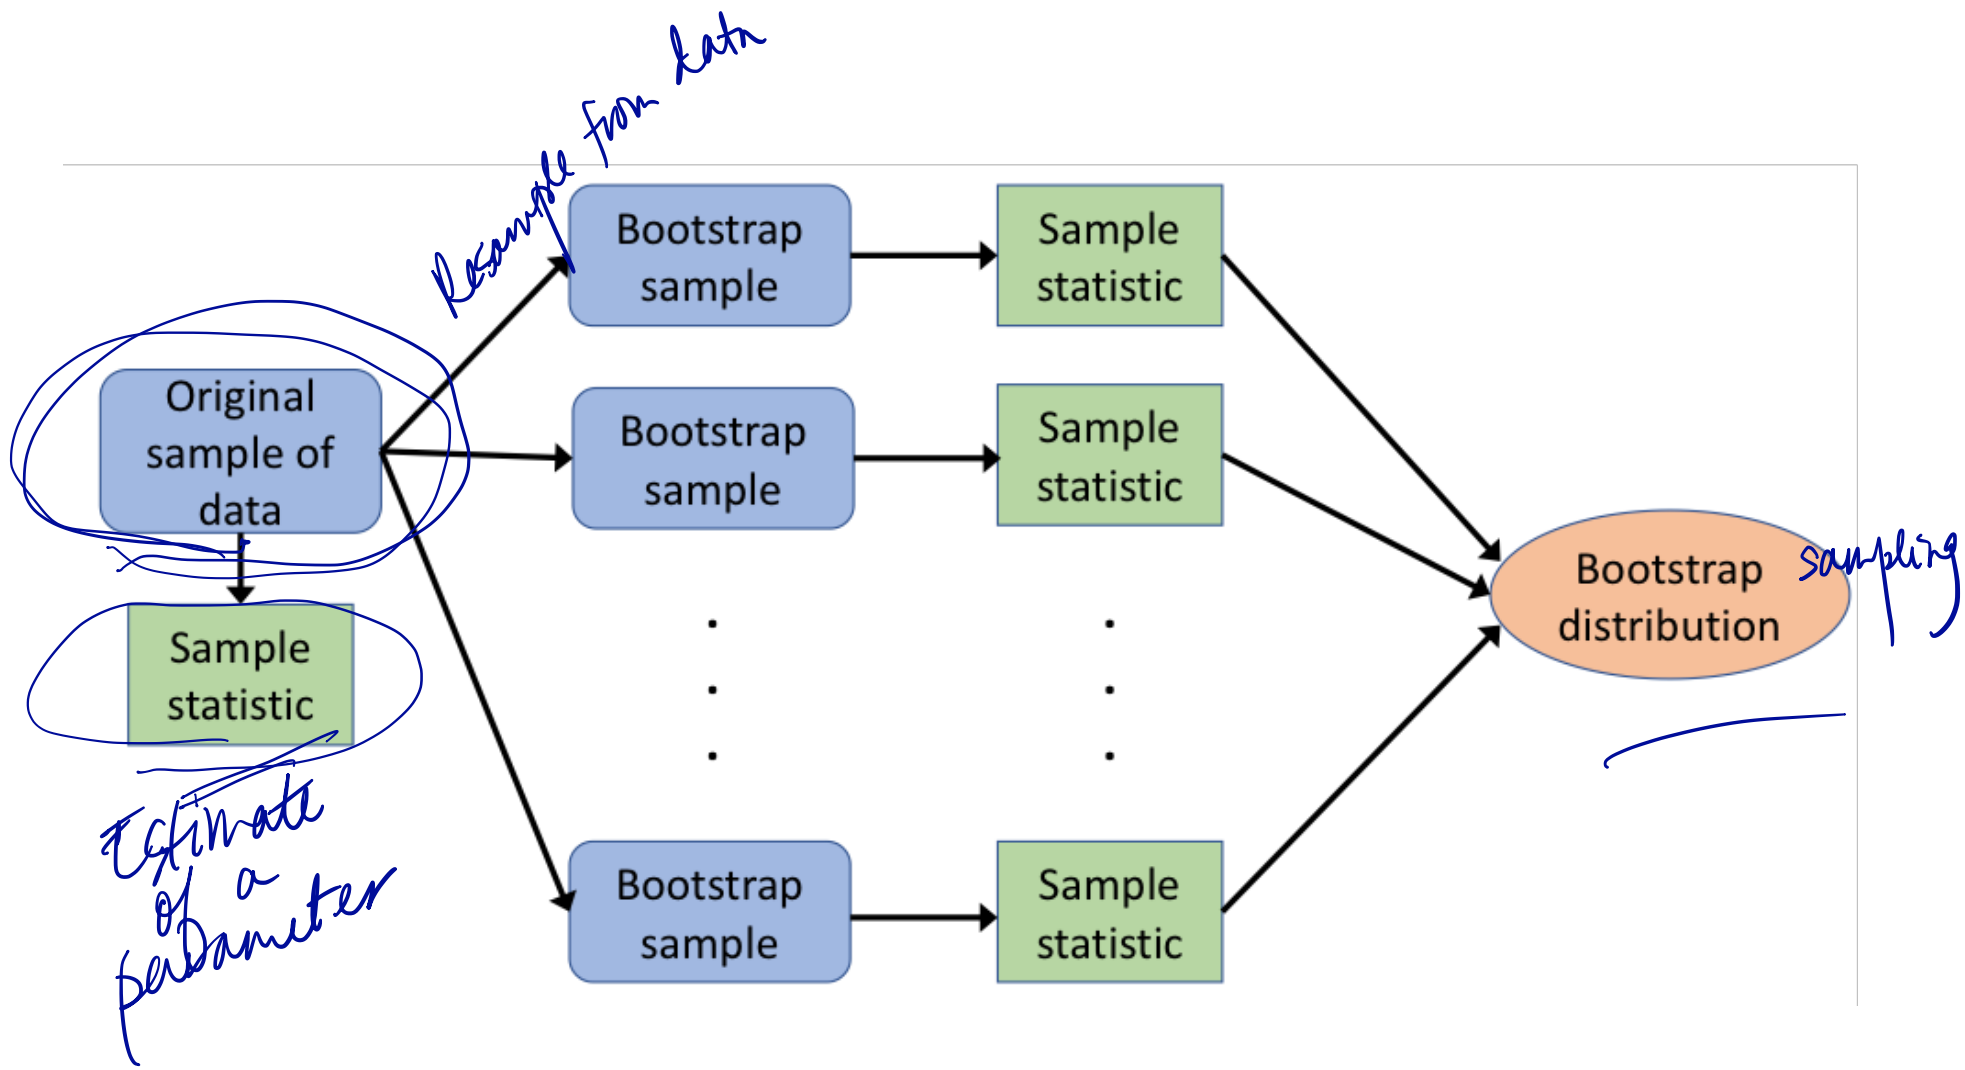 Resample from data
Bootstrap
sample
Sample
statistic
Original
sample of
data
Bootstrap
sample
Sample
statistic
Bootstrap
distribution
sampling
Sample
statistic
Estimate
of a
parameter
Bootstrap
sample
Sample
statistic